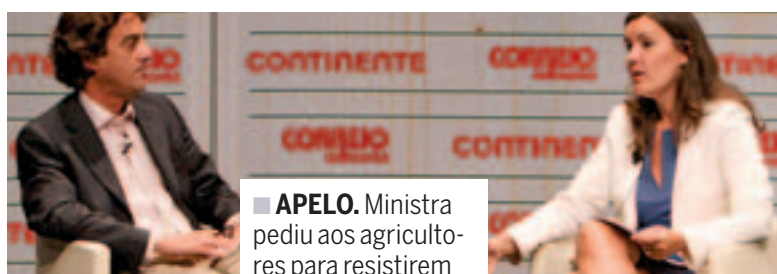 CONTINENTE
CORREIO
CORREIO
CONTINEN
■ APELO. Ministra
pediu aos agriculto-
res para resistirem